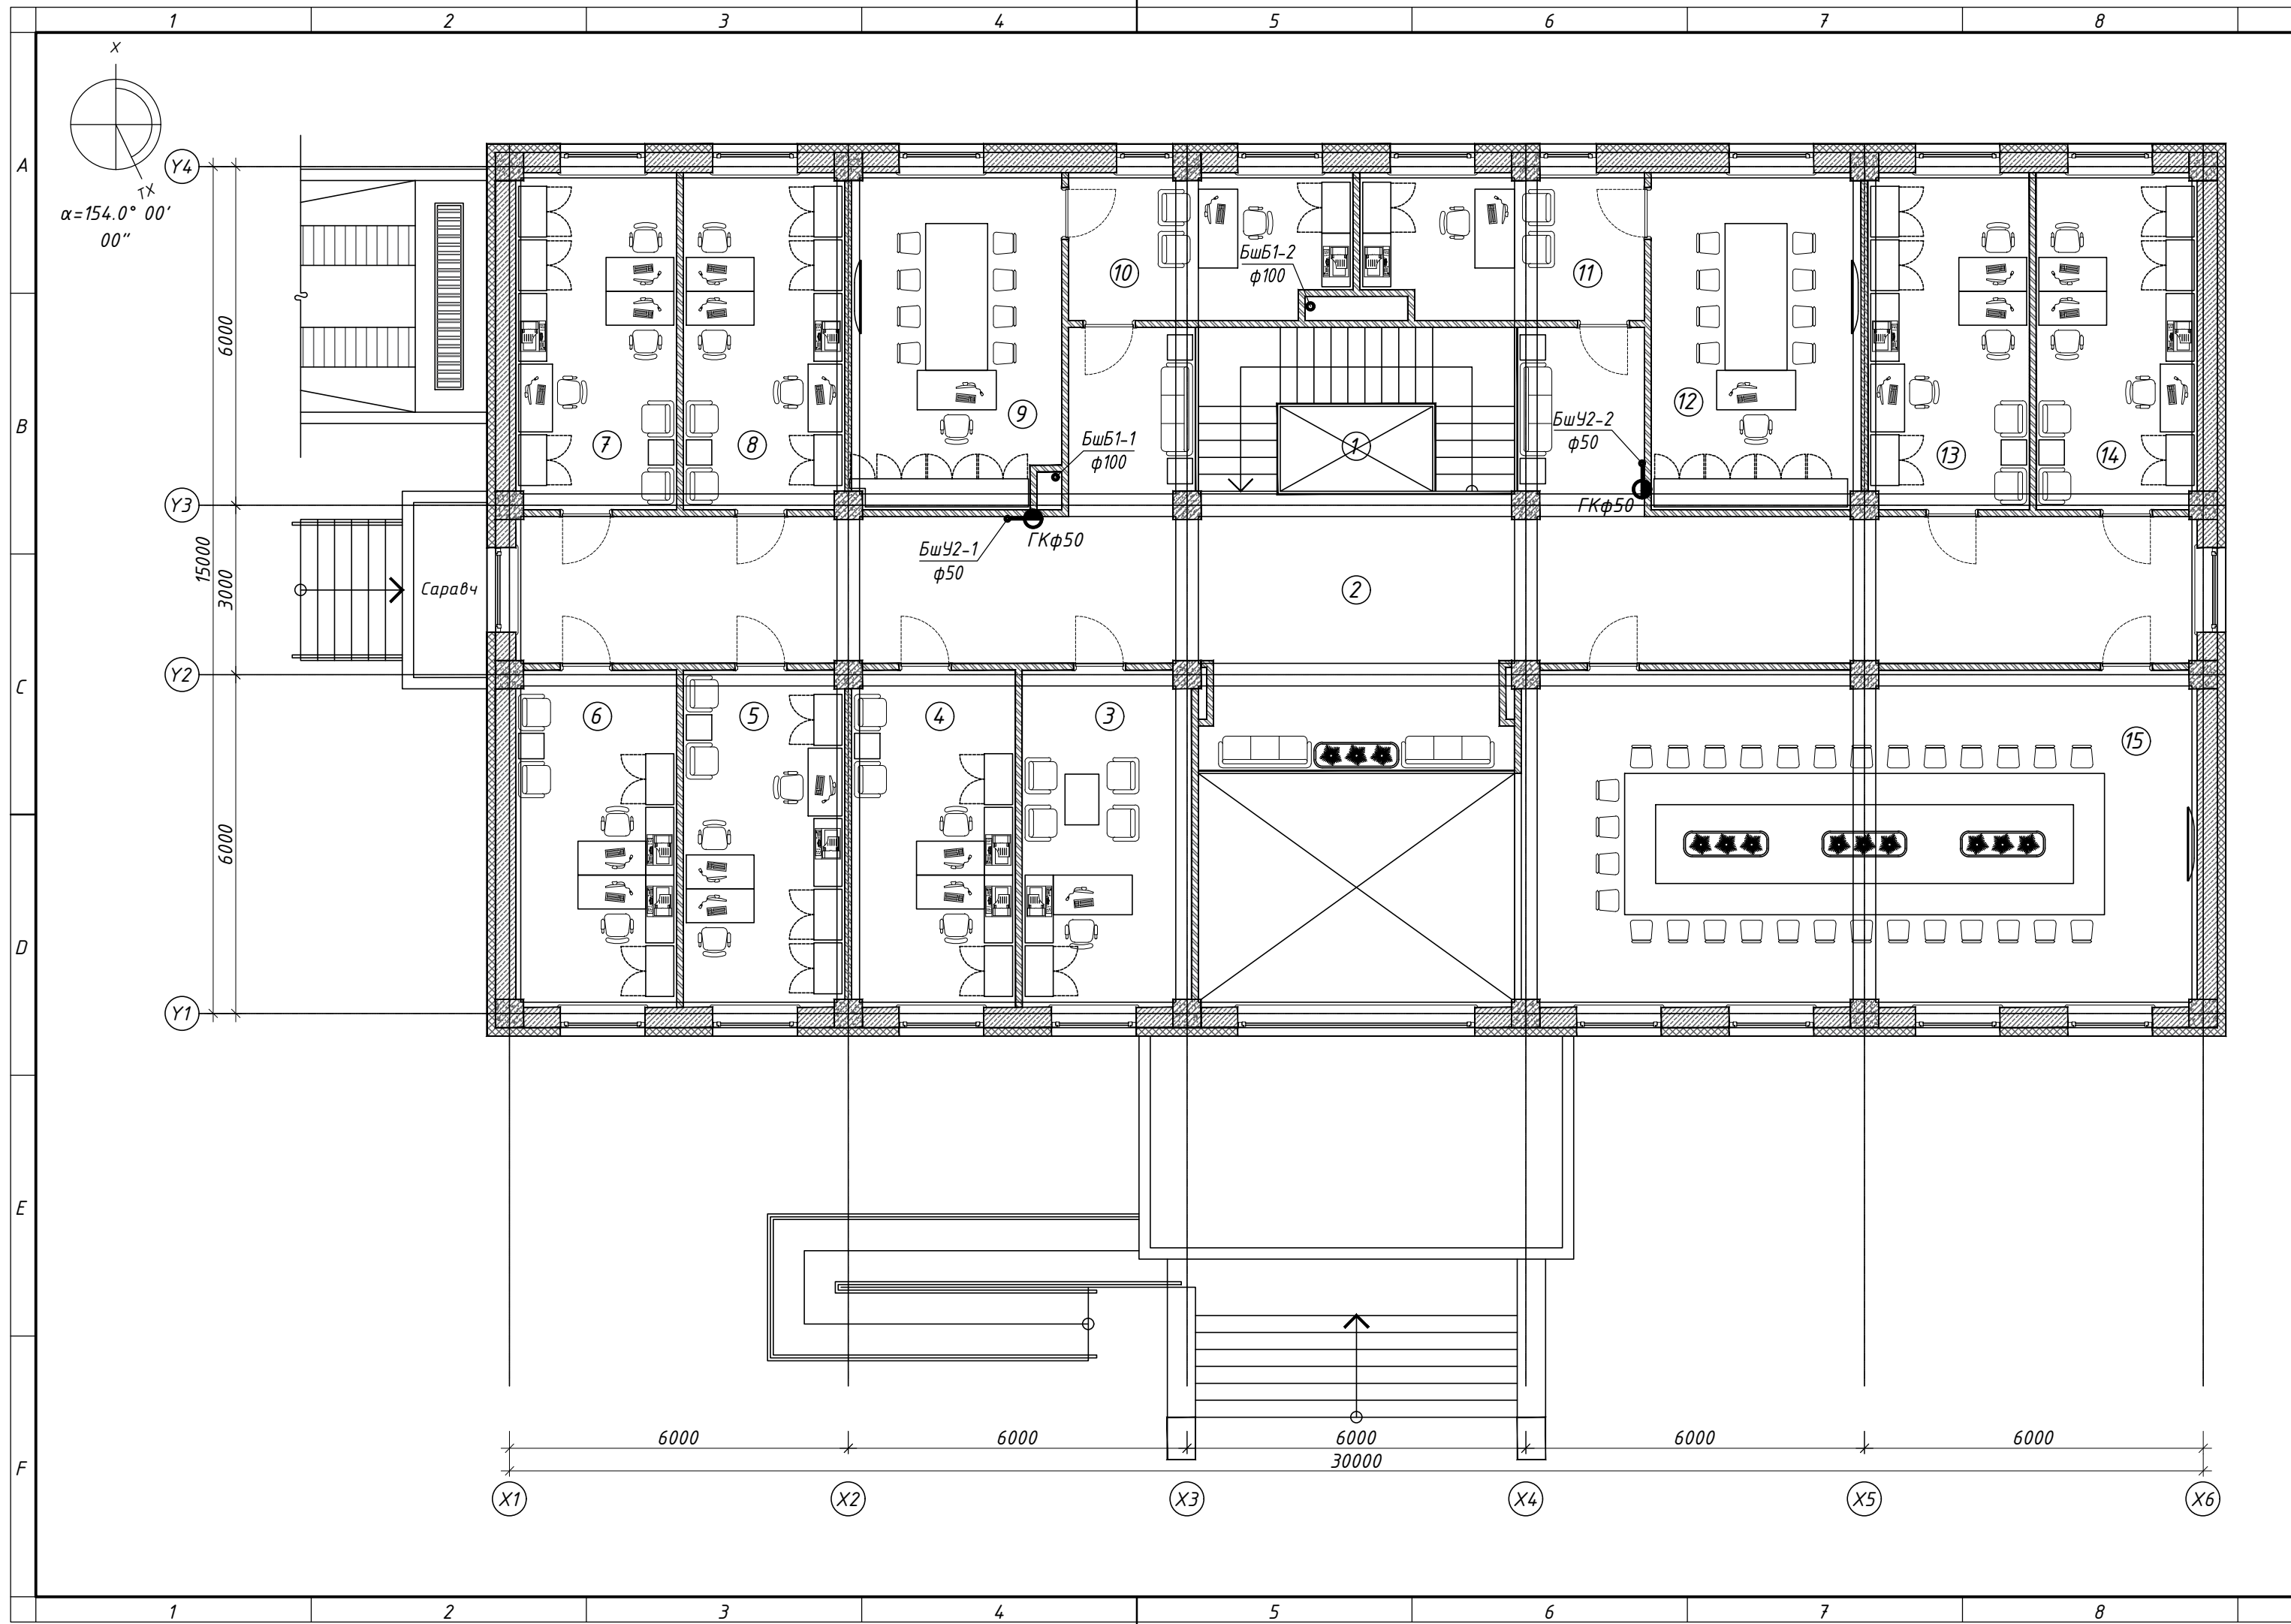 1 2 3 4 5 6 7 8
X
ТХ
α=154.0° 00'
00"
A
B
C
D
E
F
Y4
Y3
Y2
Y1
6000
3000
6000
15000
Саравч
10
БшБ1-2
ф100
11
7
8
9
БшБ1-1
ф100
1
БшУ2-2
ф50
ГКф50
12
13
14
БшУ2-1
ф50
ГКф50
2
6
5
4
3
15
6000 6000 6000 6000 6000
30000
X1 X2 X3 X4 X5 X6
1 2 3 4 5 6 7 8